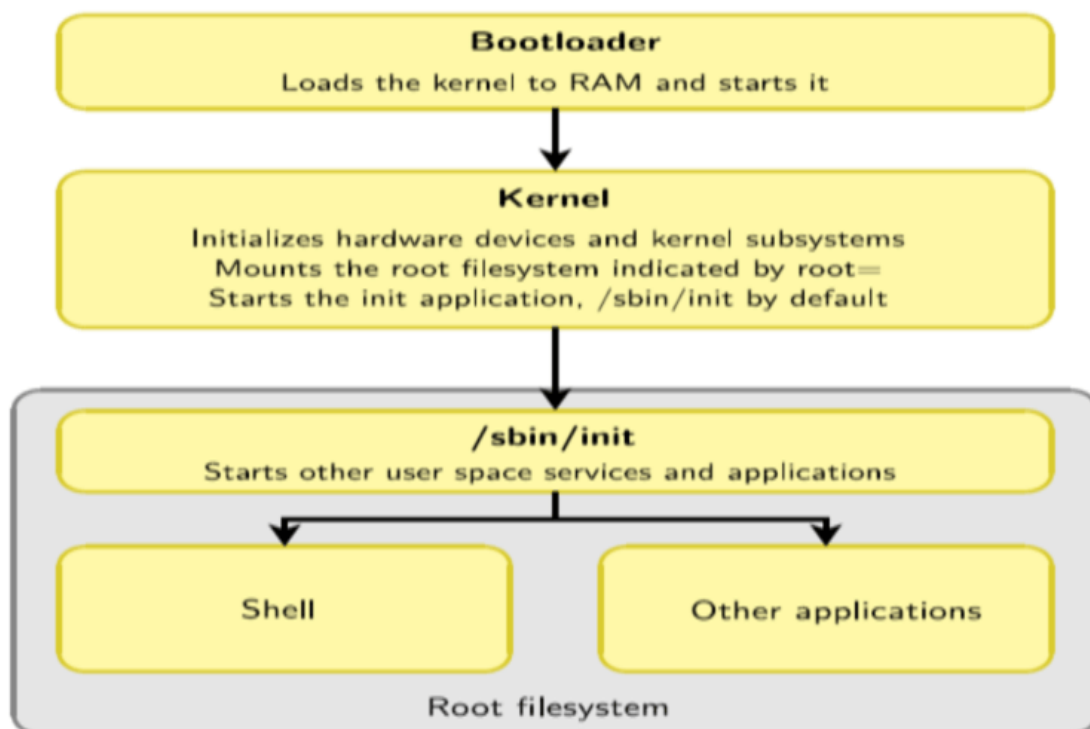 Bootloader
Loads the kernel to RAM and starts it
Kernel
Initializes hardware devices and kernel subsystems
Mounts the root filesystem indicated by root=
Starts the init application, /sbin/init by default
/sbin/init
Starts other user space services and applications
Shell
Other applications
Root filesystem